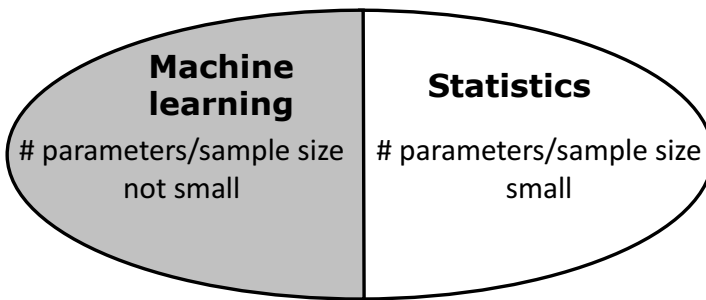 Machine
learning
# parameters/sample size
not small
Statistics
# parameters/sample size
small